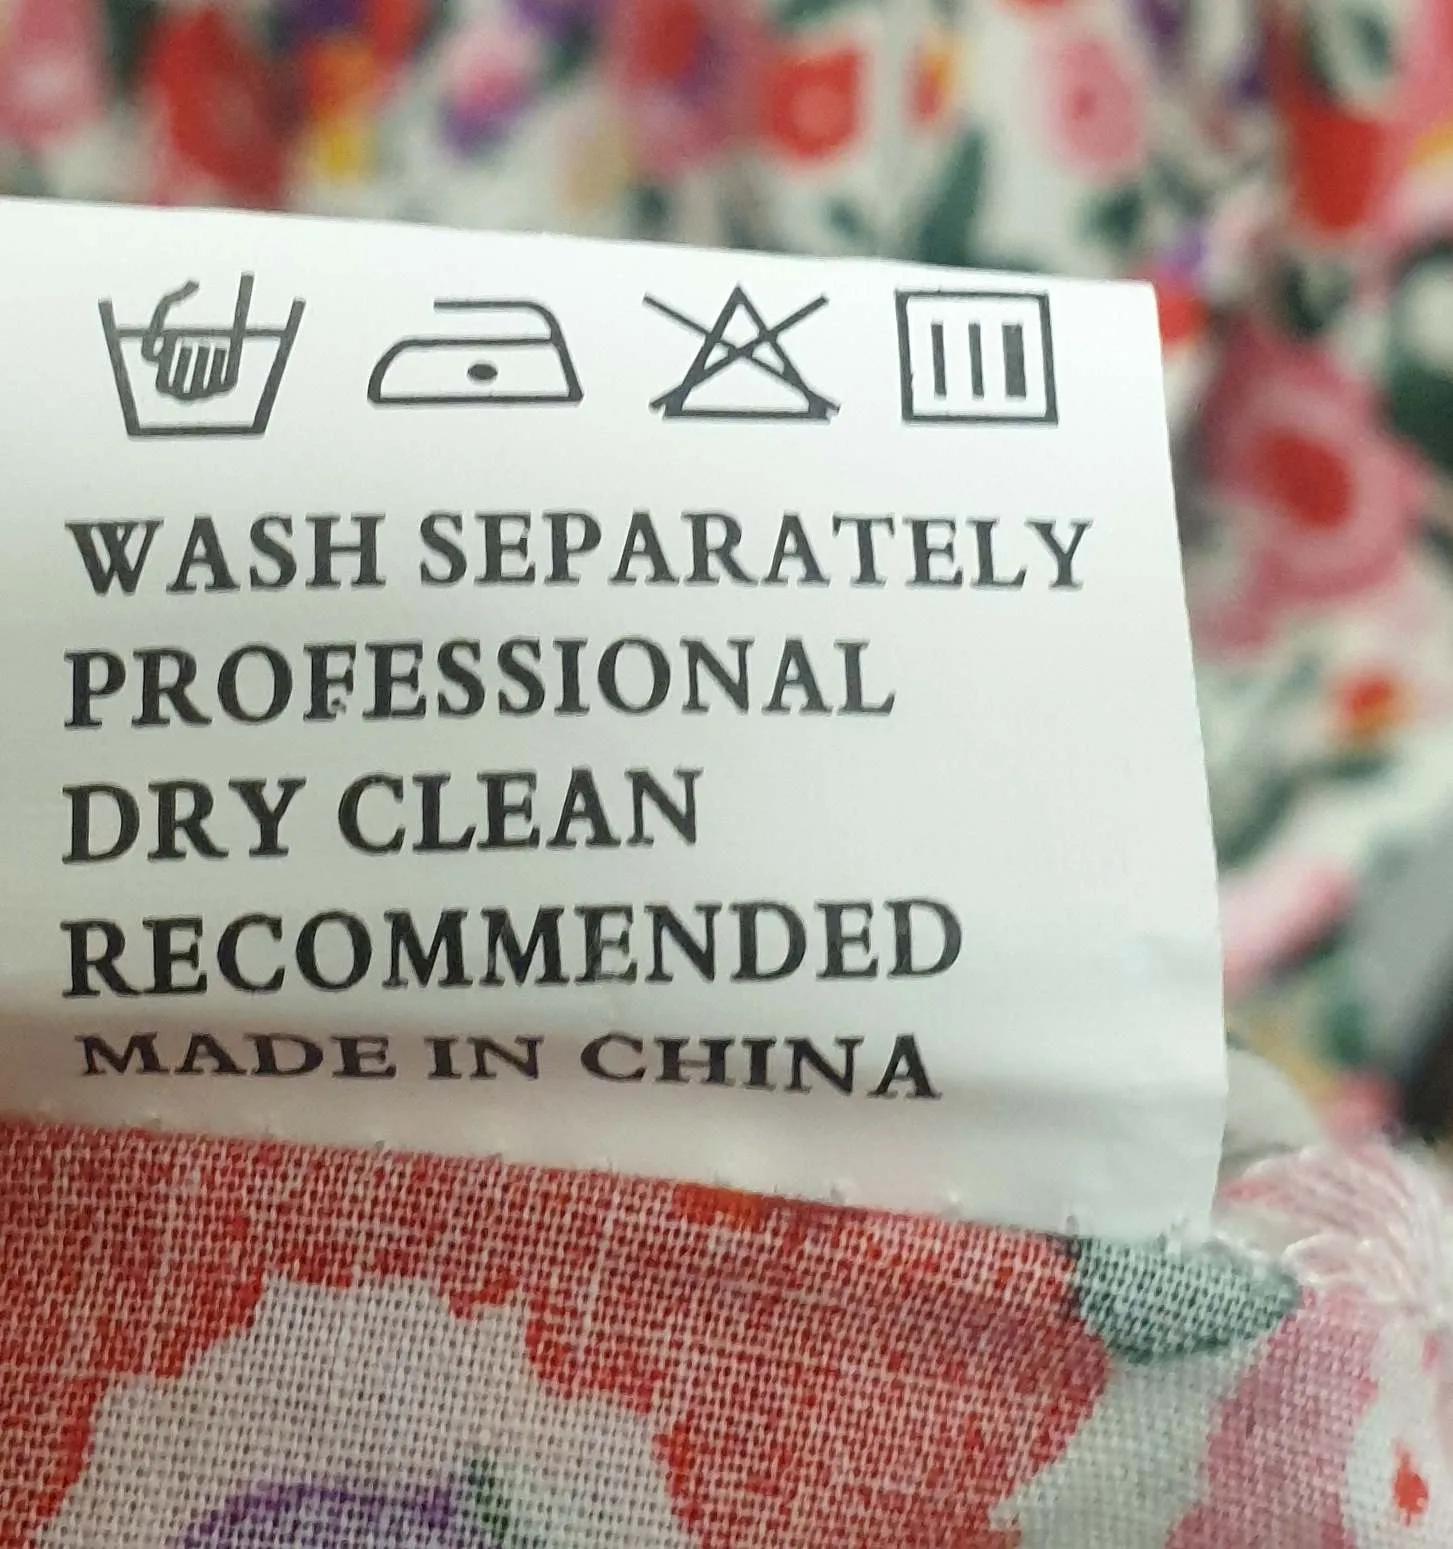 WASH SEPARATELY
PROFESSIONAL
DRY CLEAN
RECOMMENDED
MADE IN CHINA